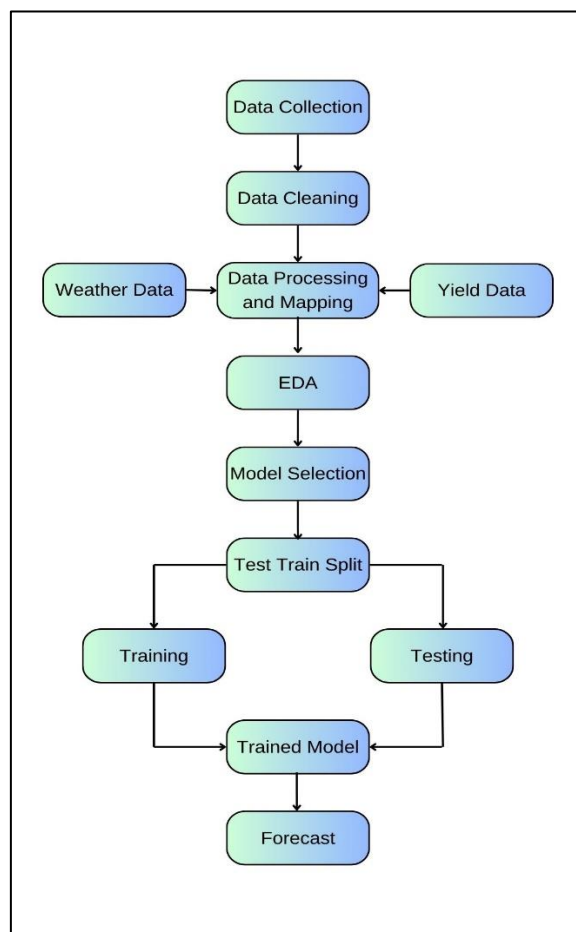 Data Collection
Data Cleaning
Weather Data
Data Processing
and Mapping
Yield Data
EDA
Model Selection
Test Train Split
Training
Testing
Trained Model
Forecast